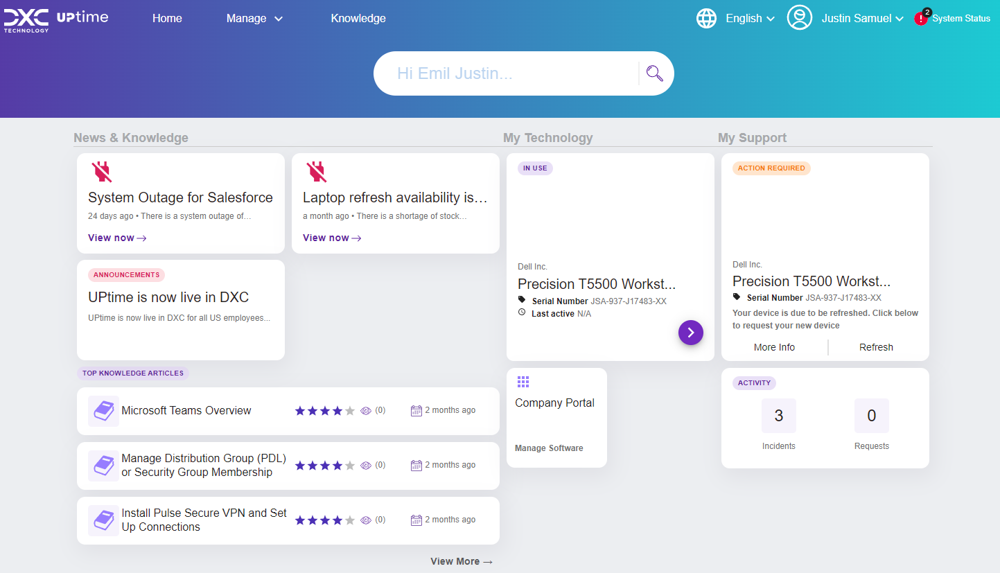 DXC UPtime
TECHNOLOGY
Home
Manage
Knowledge
English
Justin Samuel
2
!
System Status
Hi Emil Justin...
News & Knowledge
System Outage for Salesforce
24 days ago • There is a system outage of...
View now →
Laptop refresh availability is...
a month ago • There is a shortage of stock...
View now →
ANNOUNCEMENTS
UPtime is now live in DXC
UPtime is now live in DXC for all US employees...
TOP KNOWLEDGE ARTICLES
Microsoft Teams Overview
(0)
2 months ago
Manage Distribution Group (PDL)
or Security Group Membership
(0)
2 months ago
Install Pulse Secure VPN and Set
Up Connections
(0)
2 months ago
View More →
My Technology
IN USE
Dell Inc.
Precision T5500 Workst...
Serial Number JSA-937-J17483-XX
Last active N/A
Company Portal
Manage Software
My Support
ACTION REQUIRED
Dell Inc.
Precision T5500 Workst...
Serial Number JSA-937-J17483-XX
Your device is due to be refreshed. Click below
to request your new device
More Info
Refresh
ACTIVITY
3
Incidents
0
Requests